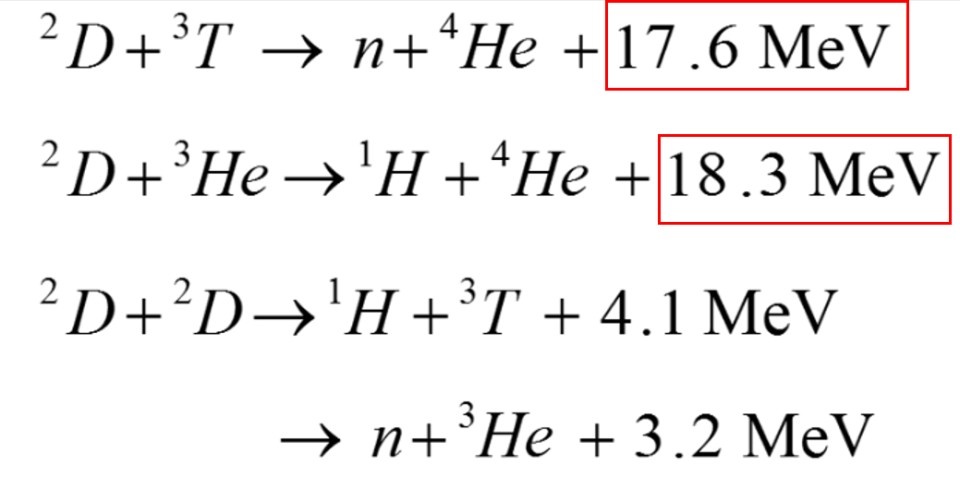 ²D+³T → n+⁴He +17.6 MeV
²D+³He→¹H+⁴He +18.3 MeV
²D+²D→¹H+³T + 4.1 MeV
→ n+³He + 3.2 MeV